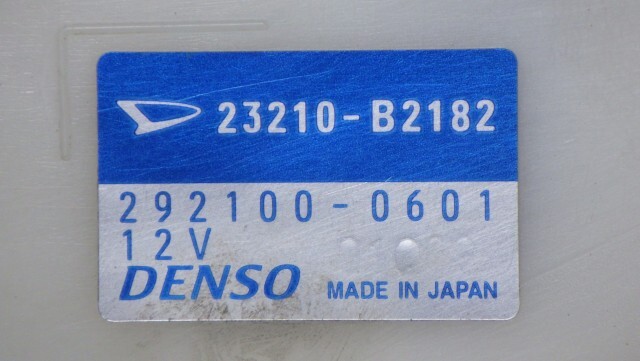 23210-B2182
292100-0601
12V
DENSO MADE IN JAPAN